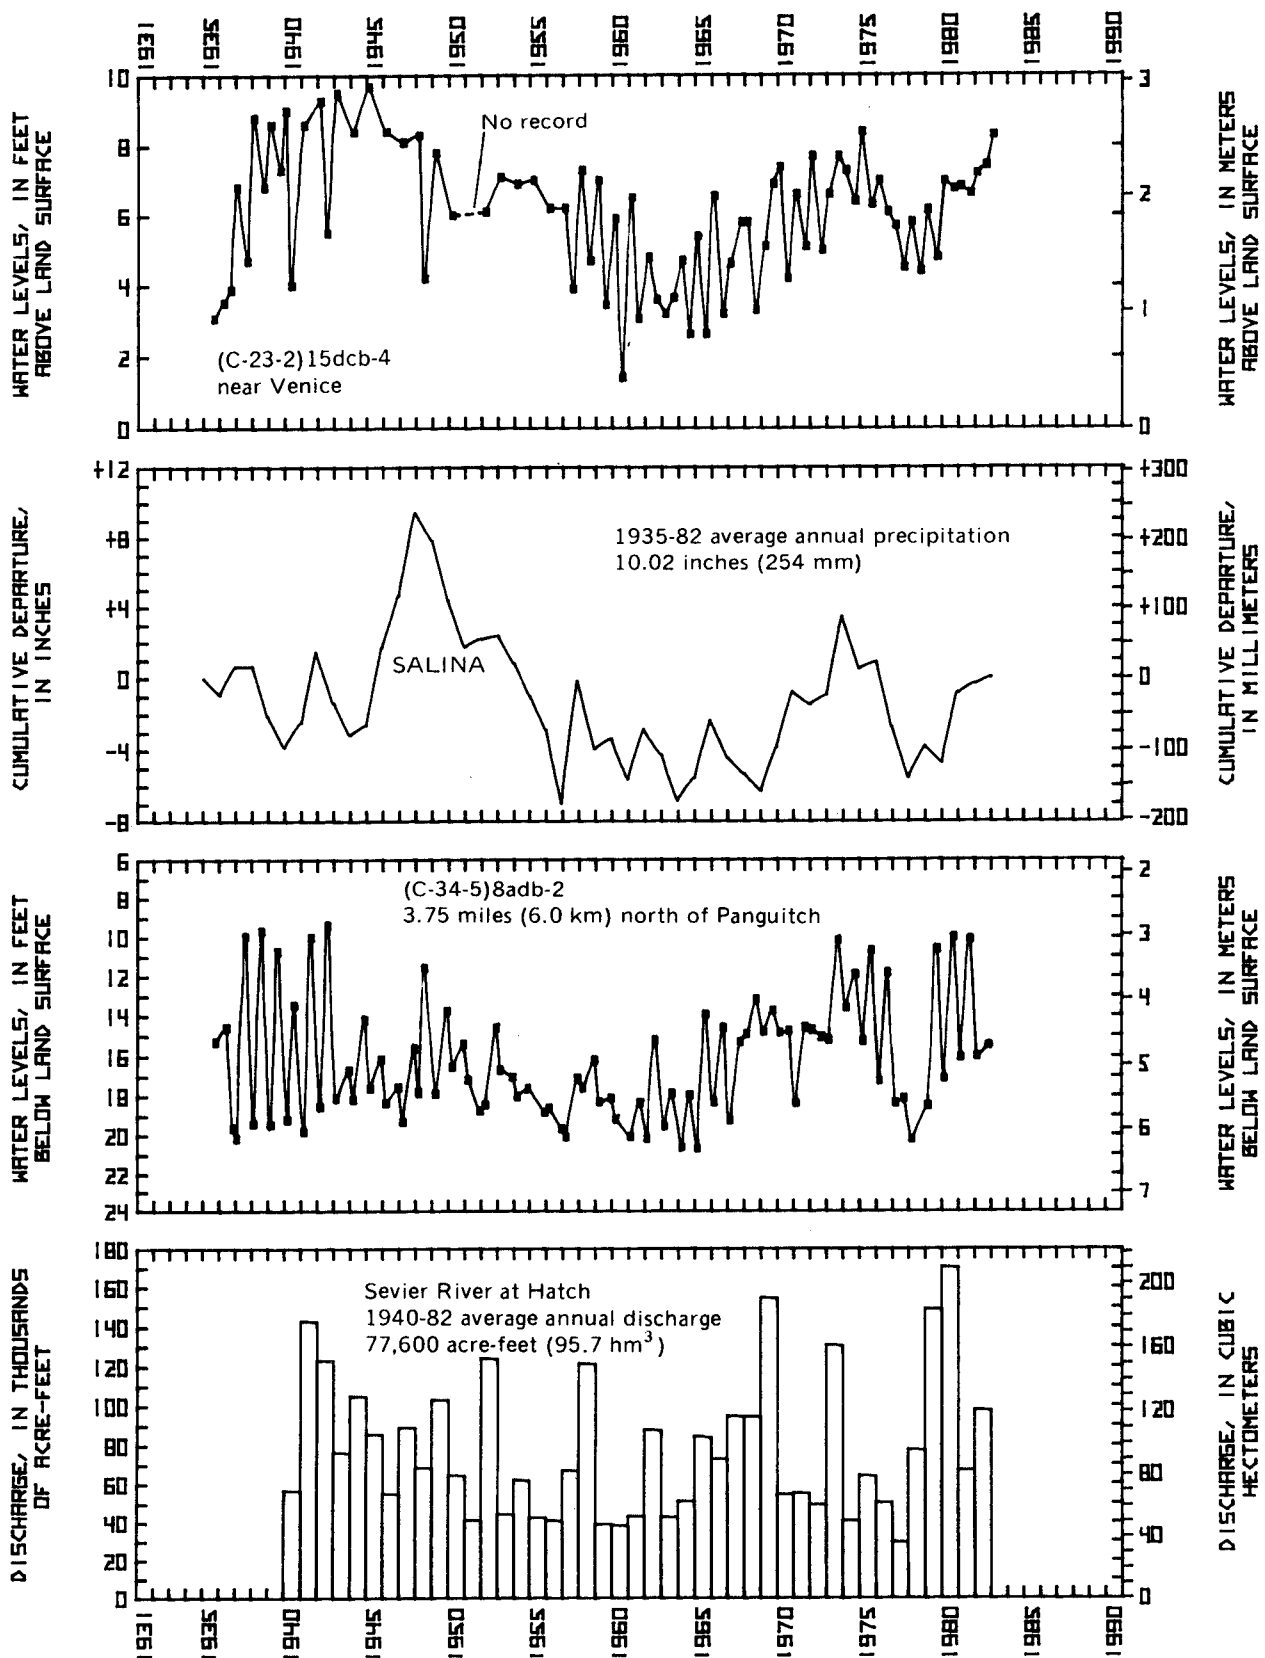 1931 1935 1940 1945 1950 1955 1960 1965 1970 1975 1980 1985 1990
WATER LEVELS, IN FEET
ABOVE LAND SURFACE
10
8
6
4
2
0
No record
(C-23-2)15dcb-4
near Venice
3
2
1
0
WATER LEVELS, IN METERS
ABOVE LAND SURFACE
CUMULATIVE DEPARTURE,
IN INCHES
+12
+8
+4
0
-4
-8
1935-82 average annual precipitation
10.02 inches (254 mm)
SALINA
+300
+200
+100
0
-100
-200
CUMULATIVE DEPARTURE,
IN MILLIMETERS
WATER LEVELS, IN FEET
BELOW LAND SURFACE
6
8
10
12
14
16
18
20
22
24
(C-34-5)8adb-2
3.75 miles (6.0 km) north of Panguitch
2
3
4
5
6
7
WATER LEVELS, IN METERS
BELOW LAND SURFACE
DISCHARGE, IN THOUSANDS
OF ACRE-FEET
180
160
140
120
100
80
60
40
20
0
Sevier River at Hatch
1940-82 average annual discharge
77,600 acre-feet (95.7 hm³)
200
160
120
80
40
0
DISCHARGE, IN CUBIC
HECTOMETERS
1931 1935 1940 1945 1950 1955 1960 1965 1970 1975 1980 1985 1990